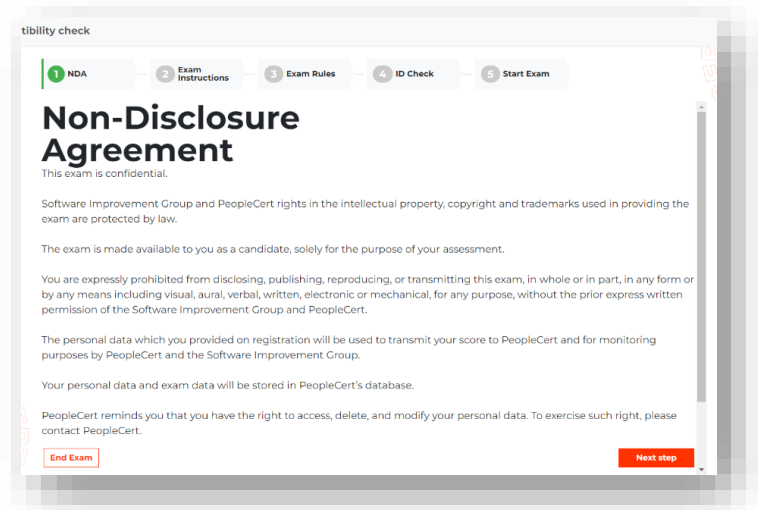 tibility check
1 NDA
2 Exam Instructions
3 Exam Rules
4 ID Check
5 Start Exam
Non-Disclosure
Agreement
This exam is confidential.
Software Improvement Group and PeopleCert rights in the intellectual property, copyright and trademarks used in providing the
exam are protected by law.
The exam is made available to you as a candidate, solely for the purpose of your assessment.
You are expressly prohibited from disclosing, publishing, reproducing, or transmitting this exam, in whole or in part, in any form or
by any means including visual, aural, verbal, written, electronic or mechanical, for any purpose, without the prior express written
permission of the Software Improvement Group and PeopleCert.
The personal data which you provided on registration will be used to transmit your score to PeopleCert and for monitoring
purposes by PeopleCert and the Software Improvement Group.
Your personal data and exam data will be stored in PeopleCert's database.
PeopleCert reminds you that you have the right to access, delete, and modify your personal data. To exercise such right, please
contact PeopleCert.
End Exam
Next step